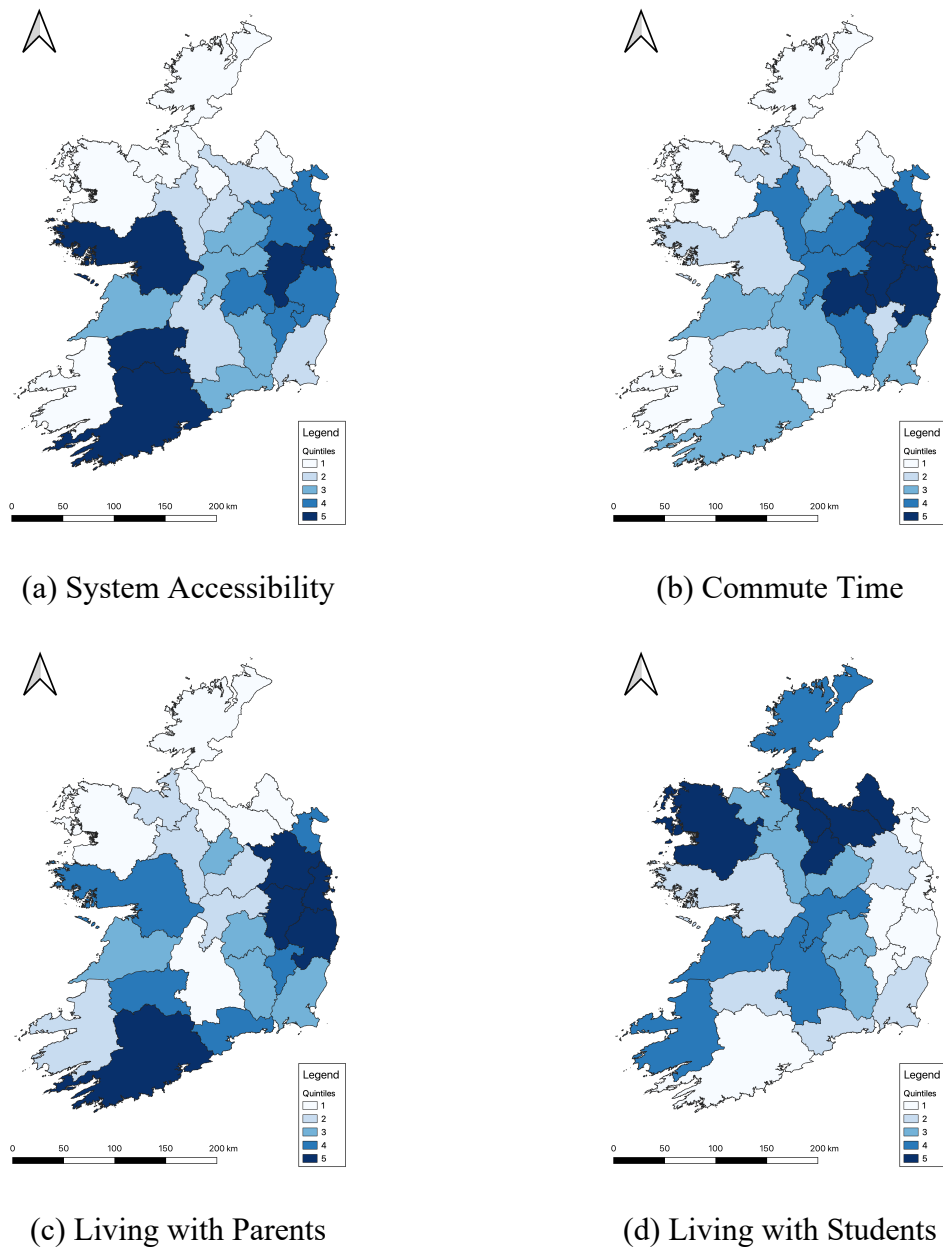 Legend
Quintiles
1
2
3
4
5
0 50 100 150 200 km
(a) System Accessibility
Legend
Quintiles
1
2
3
4
5
0 50 100 150 200 km
(b) Commute Time
Legend
Quintiles
1
2
3
4
5
0 50 100 150 200 km
(c) Living with Parents
Legend
Quintiles
1
2
3
4
5
0 50 100 150 200 km
(d) Living with Students